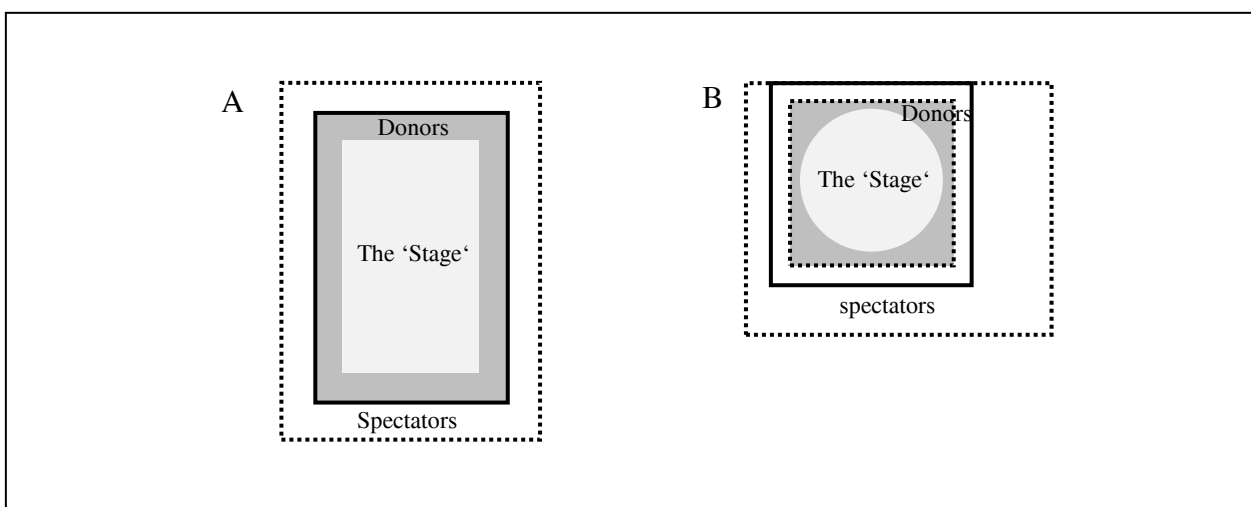 A
Donors
The ‘Stage‘
Spectators
B
Donors
The ‘Stage‘
spectators